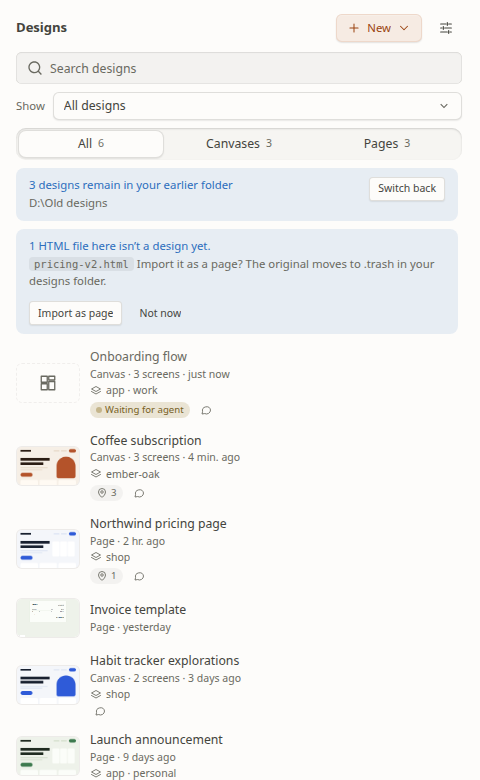 Designs
New
Search designs
Show
All designs
All 6
Canvases 3
Pages 3
3 designs remain in your earlier folder
D:\Old designs
Switch back
1 HTML file here isn't a design yet.
pricing-v2.html Import it as a page? The original moves to .trash in your
designs folder.
Import as page
Not now
Onboarding flow
Canvas · 3 screens · just now
app · work
Waiting for agent
Coffee subscription
Canvas · 3 screens · 4 min. ago
ember-oak
3
Northwind pricing page
Page · 2 hr. ago
shop
1
Invoice template
Page · yesterday
Habit tracker explorations
Canvas · 2 screens · 3 days ago
shop
Launch announcement
Page · 9 days ago
app · personal